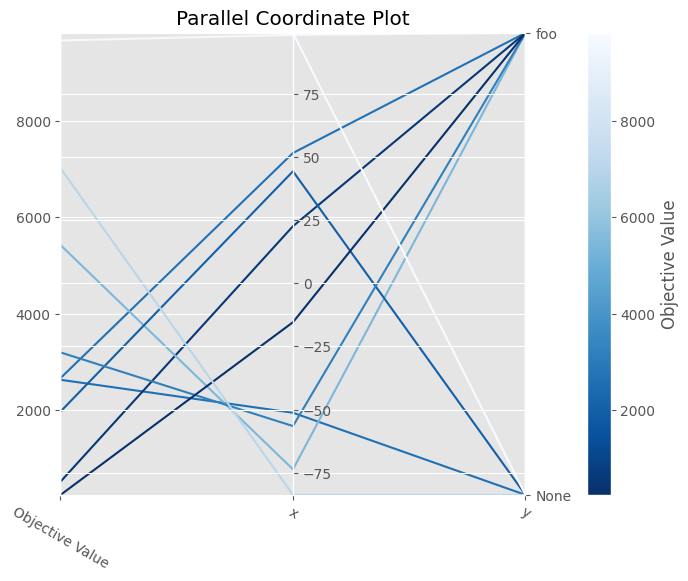 Parallel Coordinate Plot
foo
8000
6000
4000
2000
75
50
25
0
−25
−50
−75
None
8000
6000
4000
2000
Objective Value
Objective Value
x
y